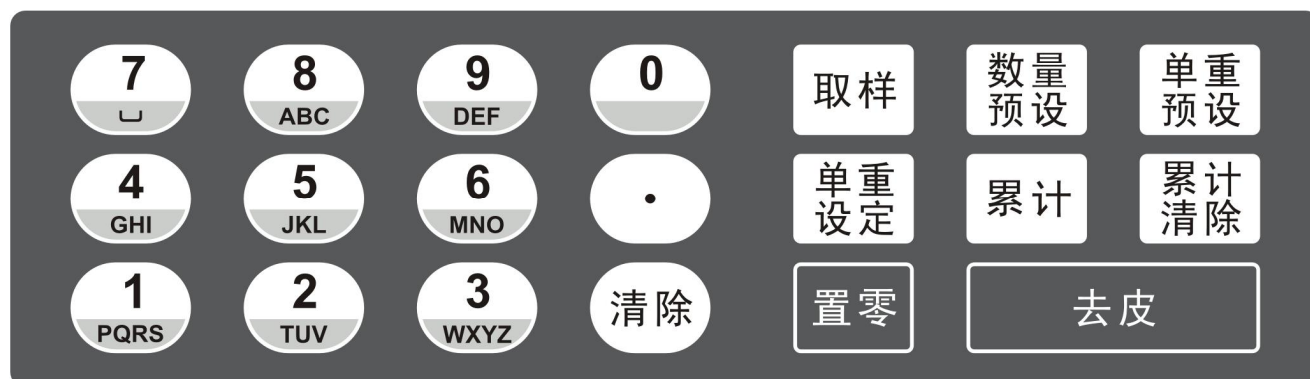 7
␣
8
ABC
9
DEF
0
取样
数量
预设
单重
预设
4
GHI
5
JKL
6
MNO
.
单重
设定
累计
累计
清除
1
PQRS
2
TUV
3
WXYZ
清除
置零
去皮